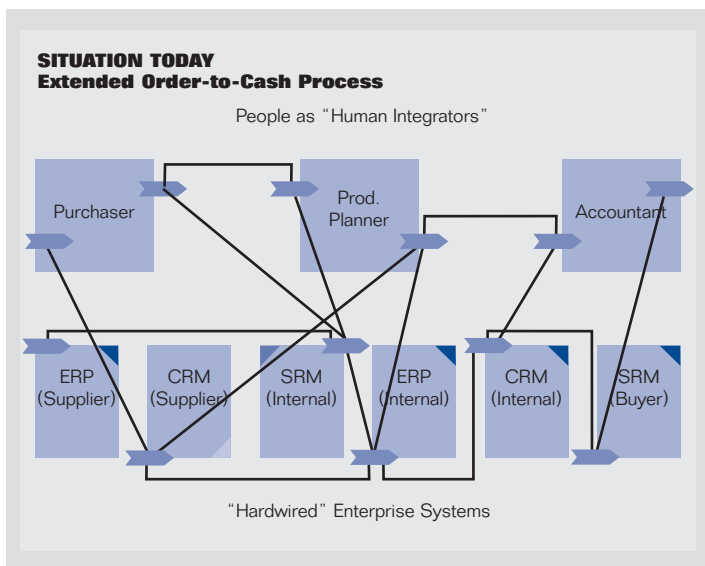 SITUATION TODAY
Extended Order-to-Cash Process
People as “Human Integrators”
Purchaser
Prod.
Planner
Accountant
ERP
(Supplier)
CRM
(Supplier)
SRM
(Internal)
ERP
(Internal)
CRM
(Internal)
SRM
(Buyer)
“Hardwired” Enterprise Systems